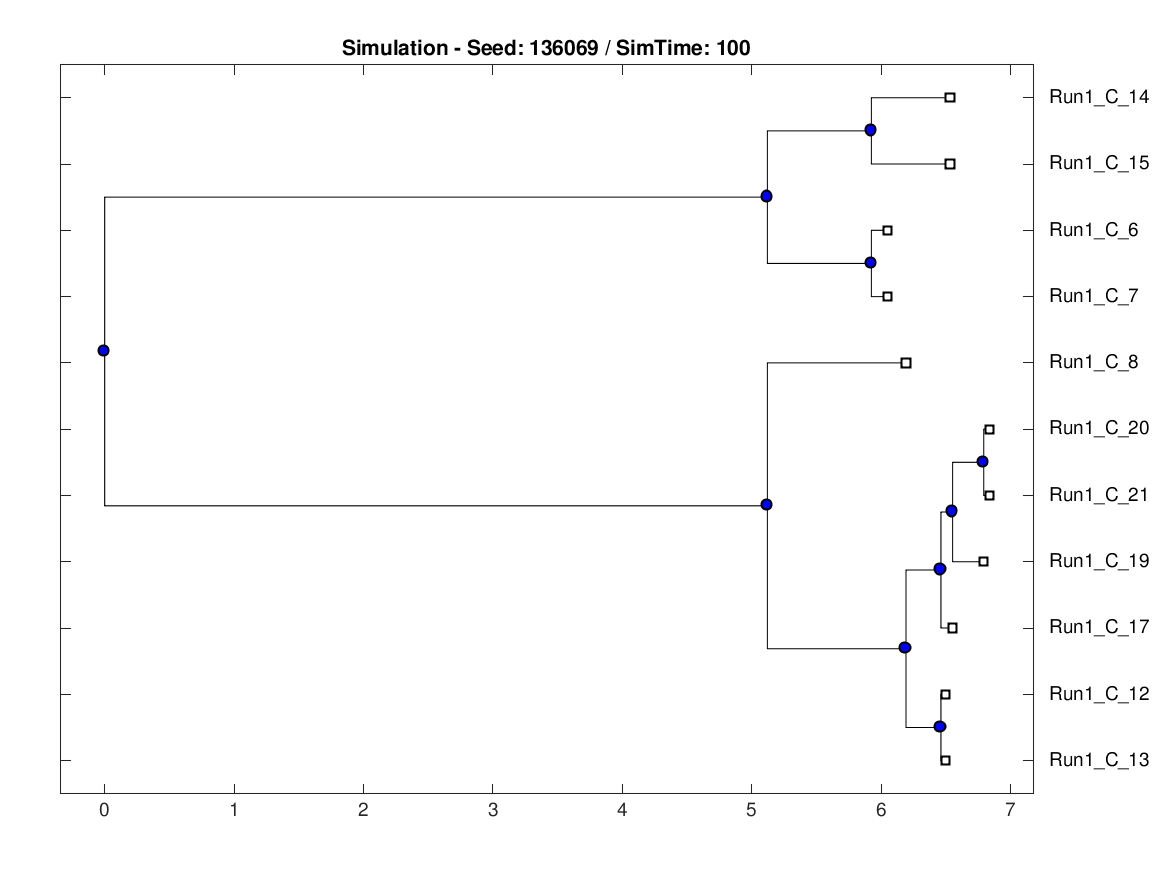 Simulation - Seed: 136069 / SimTime: 100
Run1_C_14
Run1_C_15
Run1_C_6
Run1_C_7
Run1_C_8
Run1_C_20
Run1_C_21
Run1_C_19
Run1_C_17
Run1_C_12
Run1_C_13
0 1 2 3 4 5 6 7